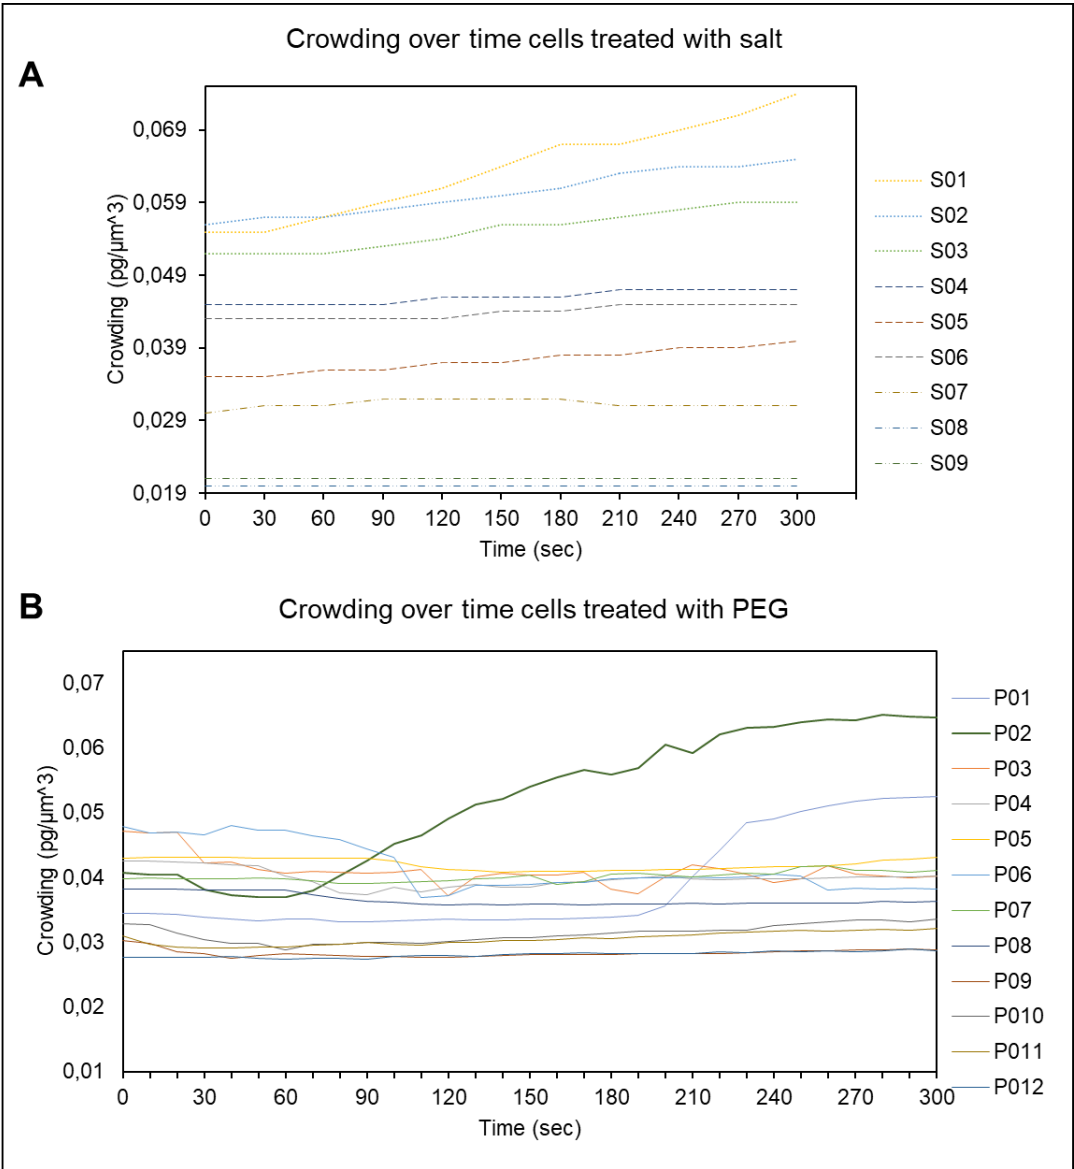 Crowding over time cells treated with salt
A
0,069
0,059
0,049
0,039
0,029
0,019
Crowding (pg/µm^3)
0 30 60 90 120 150 180 210 240 270 300
Time (sec)
S01
S02
S03
S04
S05
S06
S07
S08
S09
B
Crowding over time cells treated with PEG
0,07
0,06
0,05
0,04
0,03
0,02
0,01
Crowding (pg/µm^3)
0 30 60 90 120 150 180 210 240 270 300
Time (sec)
P01
P02
P03
P04
P05
P06
P07
P08
P09
P010
P011
P012